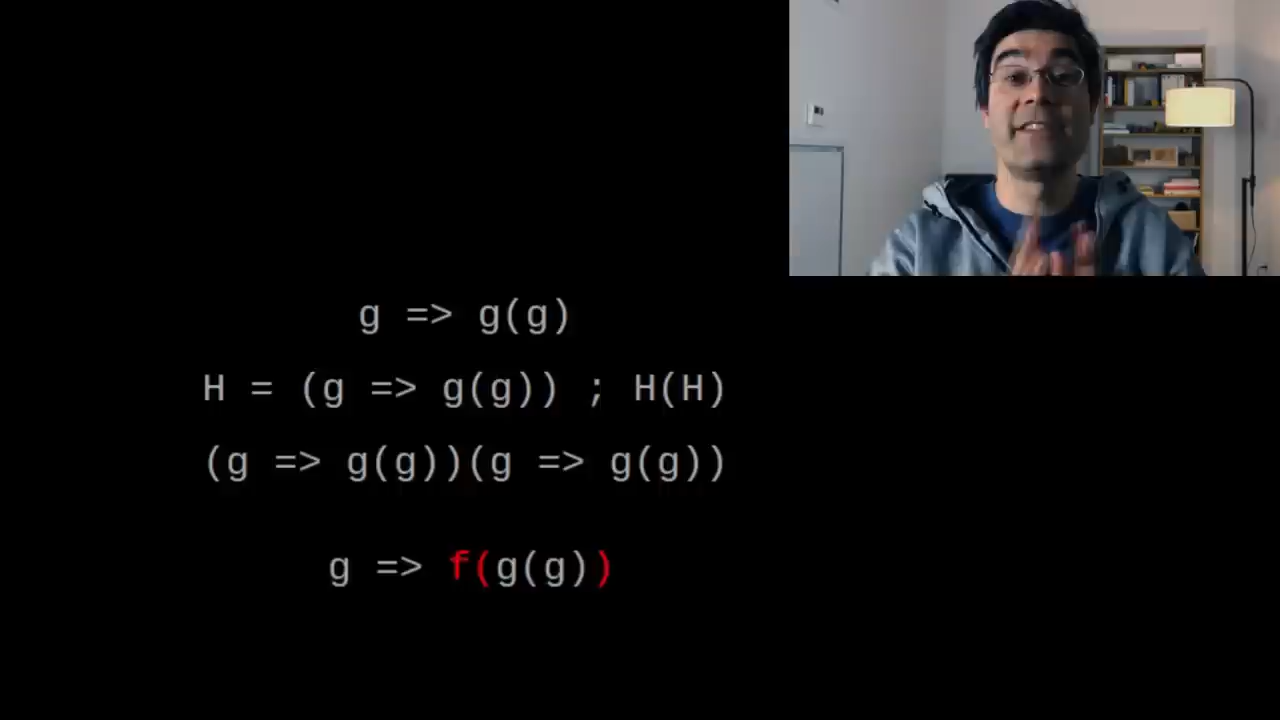 g => g(g)
H = (g => g(g)) ; H(H)
(g => g(g))(g => g(g))
g => f(g(g))